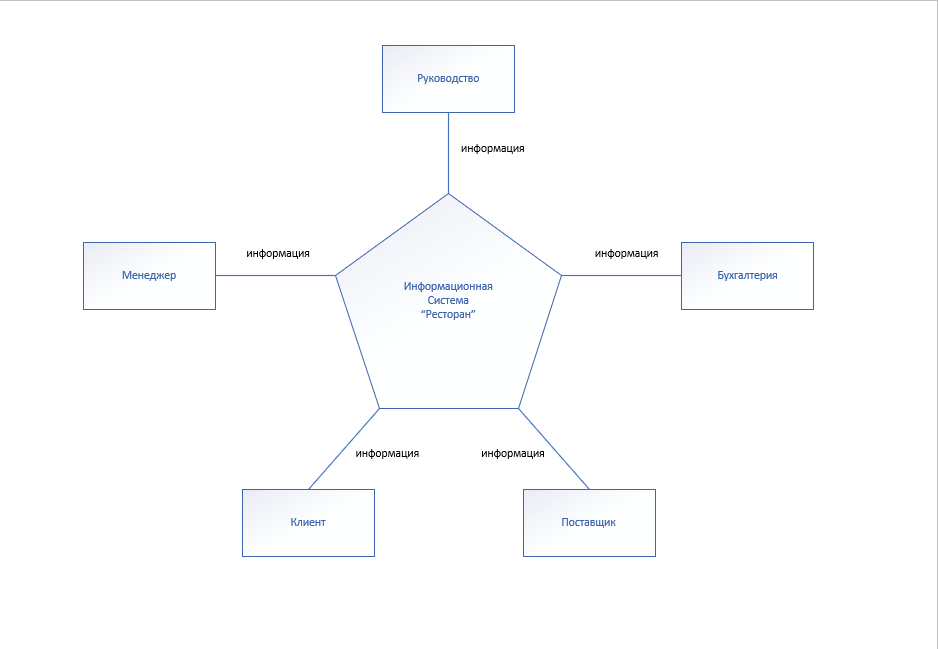 Руководство
информация
информация
информация
Менеджер
Бухгалтерия
Информационная
Система
“Ресторан”
информация
информация
Клиент
Поставщик